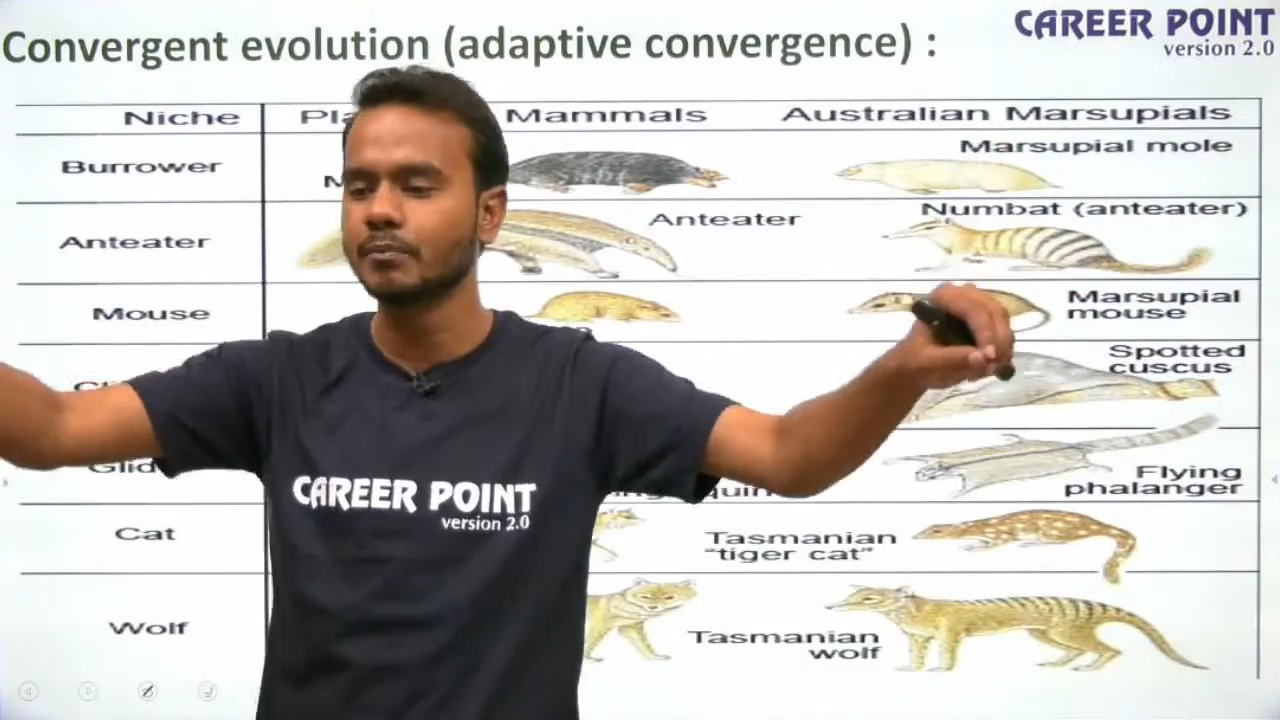 Convergent evolution (adaptive convergence) :
CAREER POINT
version 2.0
Niche
Mammals
Australian Marsupials
Burrower
Marsupial mole
Anteater
Anteater
Numbat (anteater)
Mouse
Marsupial
mouse
Spotted
cuscus
Flying
phalanger
Cat
Tasmanian
"tiger cat"
Wolf
Tasmanian
wolf
CAREER POINT
version 2.0